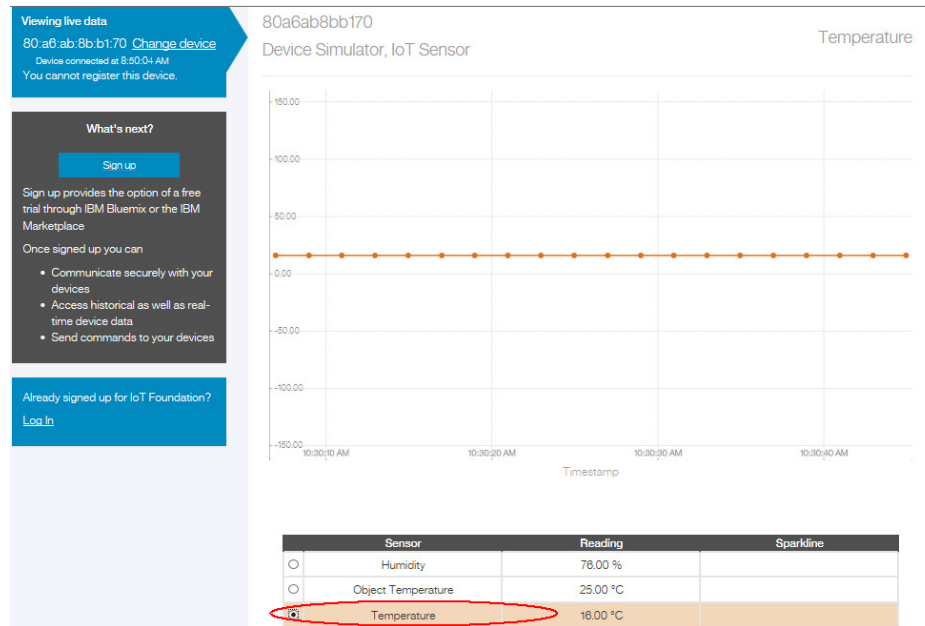 Viewing live data
80:a6:ab:8b:b1:70 Change device
Device connected at 8:50:04 AM
You cannot register this device.
What's next?
Sign up
Sign up provides the option of a free
trial through IBM Bluemix or the IBM
Marketplace
Once signed up you can
• Communicate securely with your
devices
• Access historical as well as real-
time device data
• Send commands to your devices
Already signed up for IoT Foundation?
Log In
80a6ab8bb170
Device Simulator, IoT Sensor
Temperature
150.00
100.00
50.00
0.00
-50.00
-100.00
-150.00
10:30:10 AM 10:30:20 AM 10:30:30 AM 10:30:40 AM
Timestamp
Sensor Reading Sparkline
Humidity 76.00 %
Object Temperature 25.00 °C
Temperature 16.00 °C